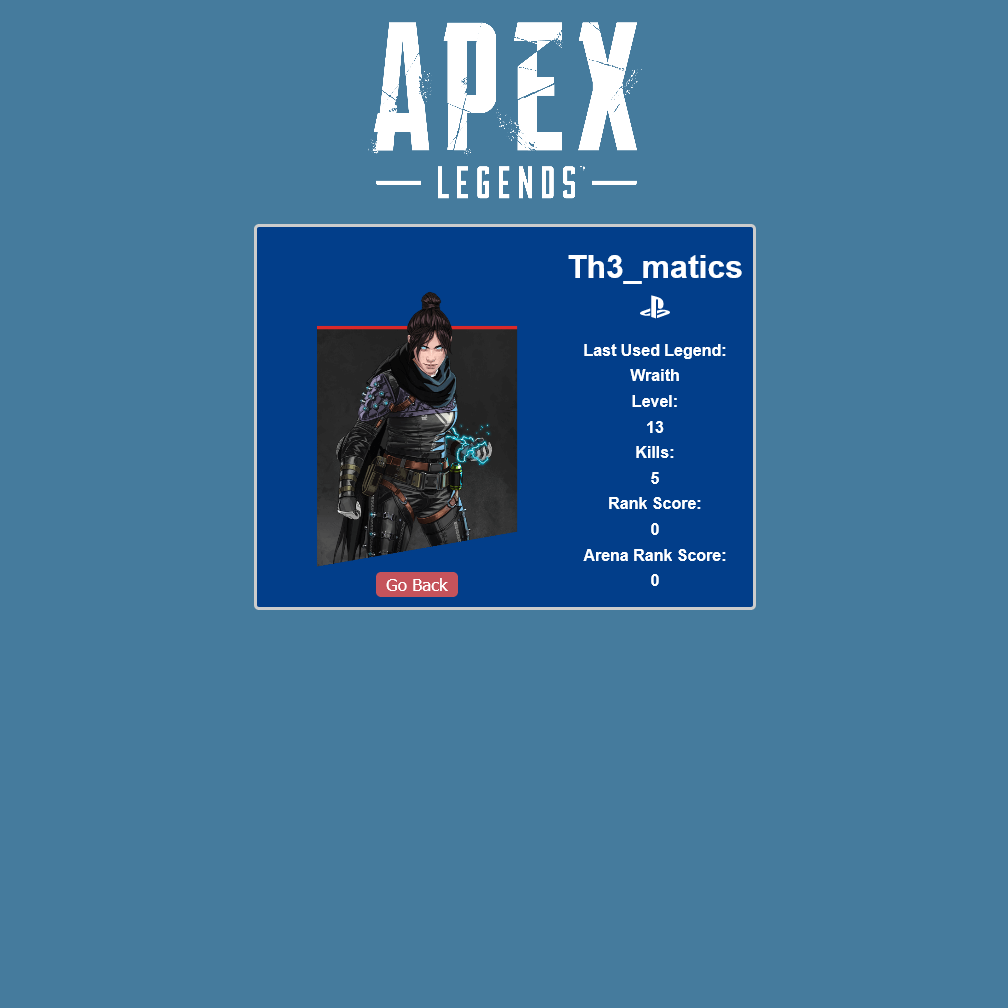 APEX
LEGENDS
Th3_matics
Last Used Legend:
Wraith
Level:
13
Kills:
5
Rank Score:
0
Arena Rank Score:
0
Go Back